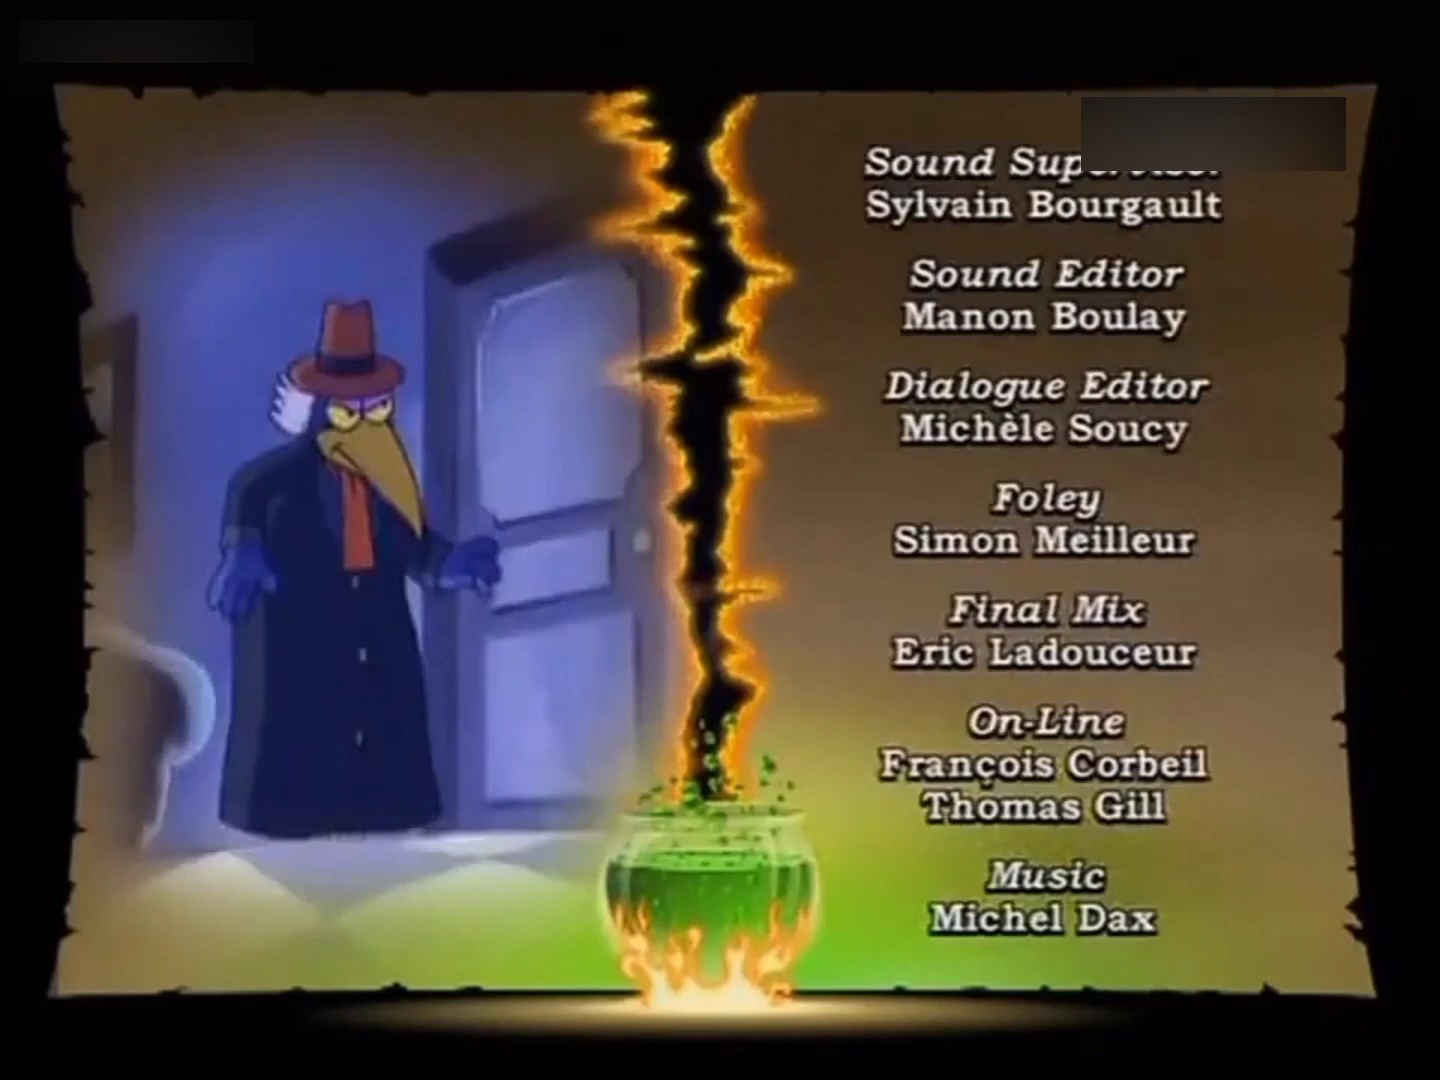 Sound
Sylvain Bourgault
Sound Editor
Manon Boulay
Dialogue Editor
Michèle Soucy
Foley
Simon Meilleur
Final Mix
Eric Ladouceur
On-Line
François Corbeil
Thomas Gill
Music
Michel Dax